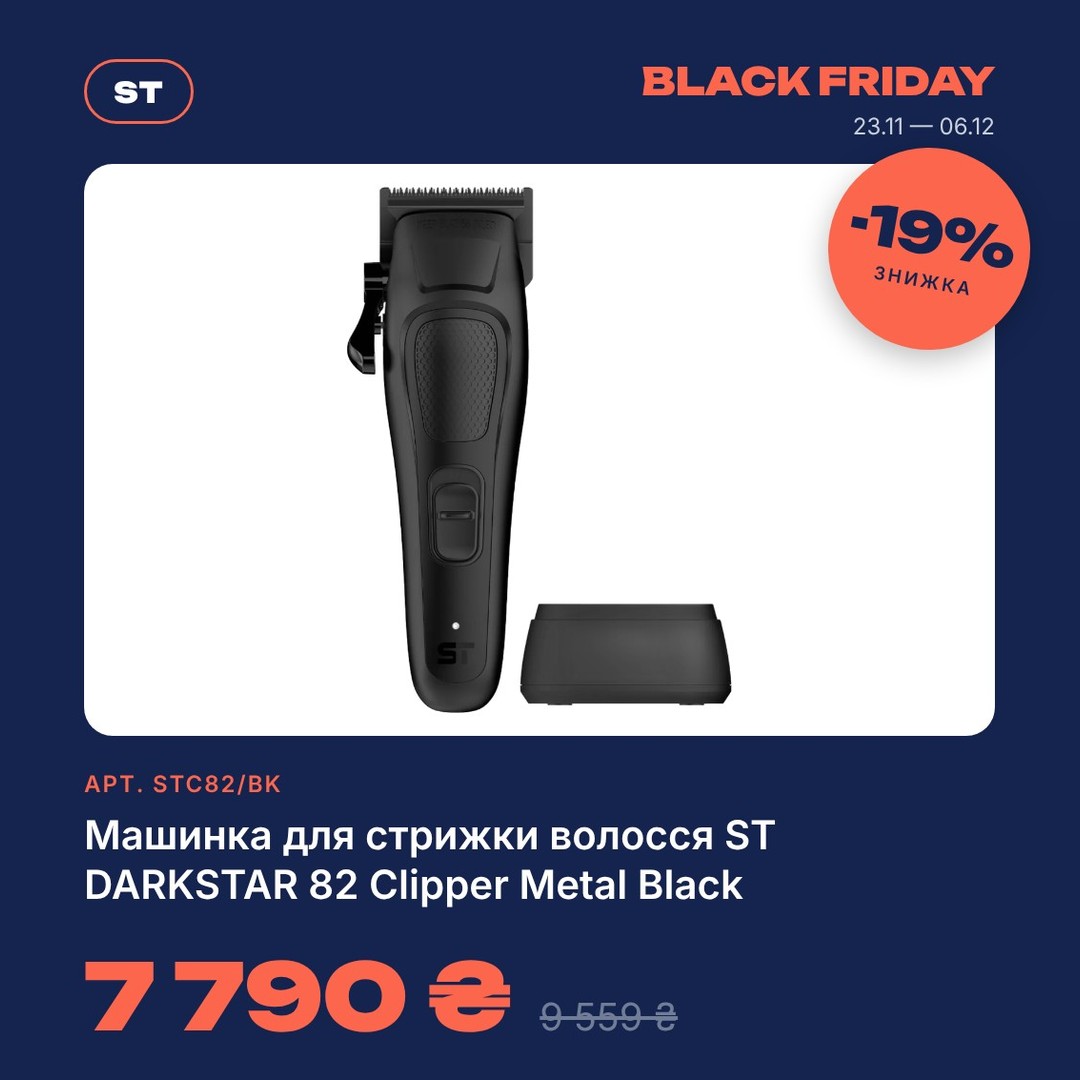 ST
BLACK FRIDAY
23.11 — 06.12
-19%
ЗНИЖКА
ST
АРТ. STC82/BK
Машинка для стрижки волосся ST
DARKSTAR 82 Clipper Metal Black
7 790 ₴ 9 559 ₴